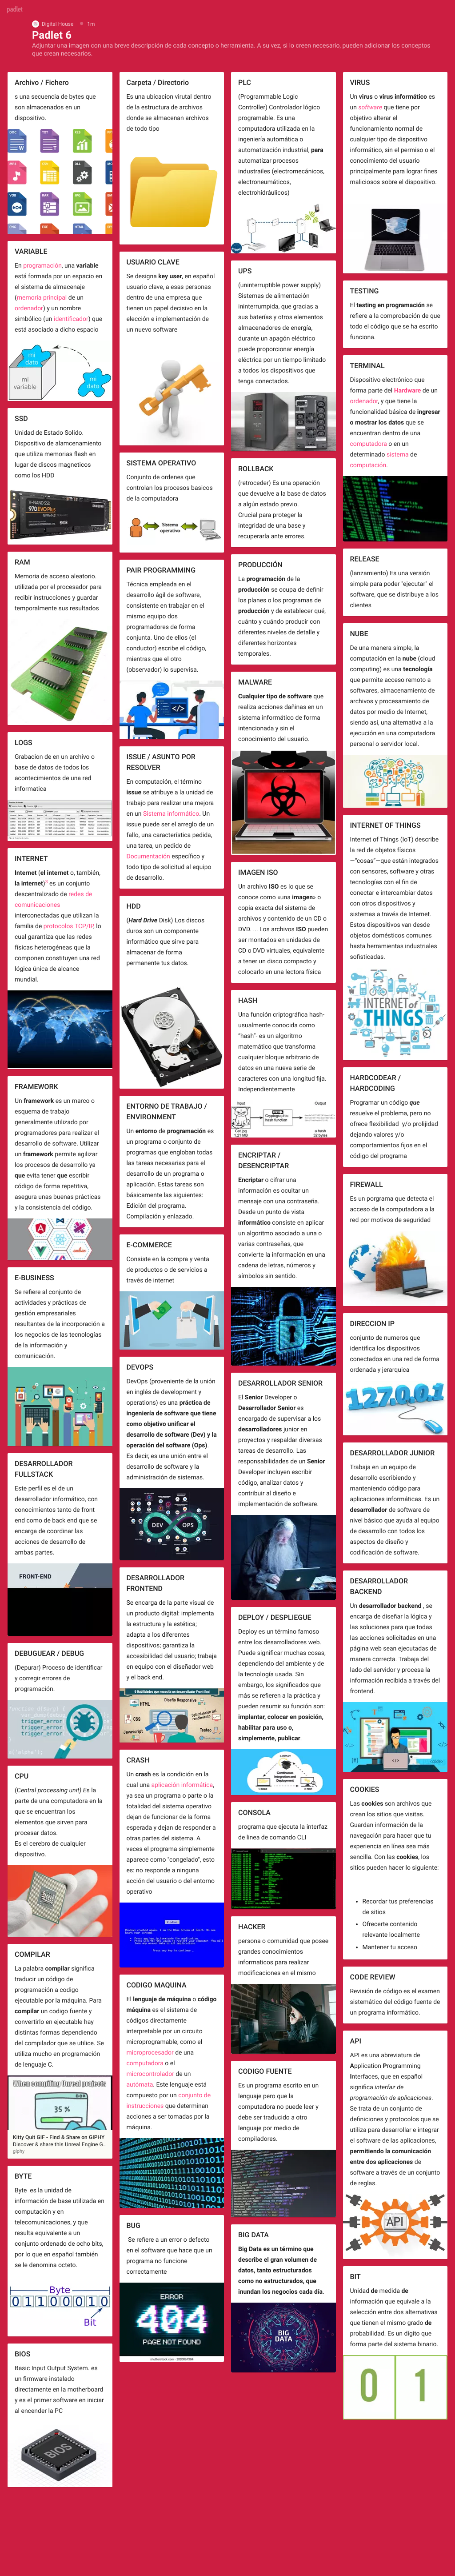 padlet
Digital House • 1m
Padlet 6
Adjuntar una imagen con una breve descripción de cada concepto o herramienta. A su vez, si lo creen necesario, pueden adicionar los conceptos
que crean necesarios.
Archivo / Fichero
s una secuencia de bytes que
son almacenados en un
dispositivo.
VARIABLE
En programación, una variable
está formada por un espacio en
el sistema de almacenaje
(memoria principal de un
ordenador) y un nombre
simbólico (un identificador) que
está asociado a dicho espacio
mi
dato
mi
variable
mi
dato
SSD
Unidad de Estado Solido.
Dispositivo de alamcenamiento
que utiliza memorias flash en
lugar de discos magneticos
como los HDD
970 EVO Plus
RAM
Memoria de acceso aleatorio.
utilizada por el procesador para
recibir instrucciones y guardar
temporalmente sus resultados
LOGS
Grabacion de en un archivo o
base de datos de todos los
acontecimientos de una red
informatica
INTERNET
Internet (el internet o, también,
la internet)³ es un conjunto
descentralizado de redes de
comunicaciones
interconectadas que utilizan la
familia de protocolos TCP/IP, lo
cual garantiza que las redes
físicas heterogéneas que la
componen constituyen una red
lógica única de alcance
mundial.
FRAMEWORK
Un framework es un marco o
esquema de trabajo
generalmente utilizado por
programadores para realizar el
desarrollo de software. Utilizar
un framework permite agilizar
los procesos de desarrollo ya
que evita tener que escribir
código de forma repetitiva,
asegura unas buenas prácticas
y la consistencia del código.
E-BUSINESS
Se refiere al conjunto de
actividades y prácticas de
gestión empresariales
resultantes de la incorporación a
los negocios de las tecnologías
de la información y
comunicación.
DESARROLLADOR
FULLSTACK
Este perfil es el de un
desarrollador informático, con
conocimientos tanto de front
end como de back end que se
encarga de coordinar las
acciones de desarrollo de
ambas partes.
FRONT-END
DEBUGUEAR / DEBUG
(Depurar) Proceso de identificar
y corregir errores de
programación.
trigger_error
trigger_error
trigger_error
CPU
(Central processing unit) Es la
parte de una computadora en la
que se encuentran los
elementos que sirven para
procesar datos.
Es el cerebro de cualquier
dispositivo.
COMPILAR
La palabra compilar significa
traducir un código de
programación a codigo
ejecutable por la máquina. Para
compilar un codigo fuente y
convertirlo en ejecutable hay
distintas formas dependiendo
del compilador que se utilice. Se
utiliza mucho en programación
de lenguaje C.
When compiling Unreal projects
35 %
Kitty Quit GIF - Find & Share on GIPHY
Discover & share this Unreal Engine G...
giphy
BYTE
Byte  es la unidad de
información de base utilizada en
computación y en
telecomunicaciones, y que
resulta equivalente a un
conjunto ordenado de ocho bits,
por lo que en español también
se le denomina octeto.
Byte
0 1 1 0 0 0 1 0
Bit
BIOS
Basic Input Output System. es
un firmware instalado
directamente en la motherboard
y es el primer software en iniciar
al encender la PC
BIOS
Carpeta / Directorio
Es una ubicacion virutal dentro
de la estructura de archivos
donde se almacenan archivos
de todo tipo
USUARIO CLAVE
Se designa key user, en español
usuario clave, a esas personas
dentro de una empresa que
tienen un papel decisivo en la
elección e implementación de
un nuevo software
SISTEMA OPERATIVO
Conjunto de ordenes que
controlan los procesos basicos
de la computadora
Sistema
operativo
PAIR PROGRAMMING
Técnica empleada en el
desarrollo ágil de software,
consistente en trabajar en el
mismo equipo dos
programadores de forma
conjunta. Uno de ellos (el
conductor) escribe el código,
mientras que el otro
(observador) lo supervisa.
ISSUE / ASUNTO POR
RESOLVER
En computación, el término
issue se atribuye a la unidad de
trabajo para realizar una mejora
en un Sistema informático. Un
issue puede ser el arreglo de un
fallo, una característica pedida,
una tarea, un pedido de
Documentación específico y
todo tipo de solicitud al equipo
de desarrollo.
HDD
(Hard Drive Disk) Los discos
duros son un componente
informático que sirve para
almacenar de forma
permanente tus datos.
ENTORNO DE TRABAJO /
ENVIRONMENT
Un entorno de programación es
un programa o conjunto de
programas que engloban todas
las tareas necesarias para el
desarrollo de un programa o
aplicación. Estas tareas son
básicamente las siguientes:
Edición del programa.
Compilación y enlazado.
E-COMMERCE
Consiste en la compra y venta
de productos o de servicios a
través de internet
DEVOPS
DevOps (proveniente de la unión
en inglés de development y
operations) es una práctica de
ingeniería de software que tiene
como objetivo unificar el
desarrollo de software (Dev) y la
operación del software (Ops).
Es decir, es una unión entre el
desarrollo de software y la
administración de sistemas.
DEV OPS
DESARROLLADOR
FRONTEND
Se encarga de la parte visual de
un producto digital: implementa
la estructura y la estética;
adapta a los diferentes
dispositivos; garantiza la
accesibilidad del usuario; trabaja
en equipo con el diseñador web
y el back end.
HTML
Diseño Responsive
CSS
Javascript
Testeo
CRASH
Un crash es la condición en la
cual una aplicación informática,
ya sea un programa o parte o la
totalidad del sistema operativo
dejan de funcionar de la forma
esperada y dejan de responder a
otras partes del sistema. A
veces el programa simplemente
aparece como "congelado", esto
es: no responde a ninguna
acción del usuario o del entorno
operativo
CODIGO MAQUINA
El lenguaje de máquina o código
máquina es el sistema de
códigos directamente
interpretable por un circuito
microprogramable, como el
microprocesador de una
computadora o el
microcontrolador de un
autómata. Este lenguaje está
compuesto por un conjunto de
instrucciones que determinan
acciones a ser tomadas por la
máquina.
BUG
Se refiere a un error o defecto
en el software que hace que un
programa no funcione
correctamente
ERROR
404
PAGE NOT FOUND
PLC
(Programmable Logic
Controller) Controlador lógico
programable. Es una
computadora utilizada en la
ingeniería automática o
automatización industrial, para
automatizar procesos
industrailes (electromecánicos,
electroneumáticos,
electrohidráulicos)
UPS
(uninterruptible power supply)
Sistemas de alimentación
ininterrumpida, que gracias a
sus baterías y otros elementos
almacenadores de energía,
durante un apagón eléctrico
puede proporcionar energía
eléctrica por un tiempo limitado
a todos los dispositivos que
tenga conectados.
ROLLBACK
(retroceder) Es una operación
que devuelve a la base de datos
a algún estado previo.
Crucial para proteger la
integridad de una base y
recuperarla ante errores.
PRODUCCIÓN
La programación de la
producción se ocupa de definir
los planes o los programas de
producción y de establecer qué,
cuánto y cuándo producir con
diferentes niveles de detalle y
diferentes horizontes
temporales.
MALWARE
Cualquier tipo de software que
realiza acciones dañinas en un
sistema informático de forma
intencionada y sin el
conocimiento del usuario.
IMAGEN ISO
Un archivo ISO es lo que se
conoce como «una imagen» o
copia exacta del sistema de
archivos y contenido de un CD o
DVD. ... Los archivos ISO pueden
ser montados en unidades de
CD o DVD virtuales, equivalente
a tener un disco compacto y
colocarlo en una lectora física
HASH
Una función criptográfica hash-
usualmente conocida como
"hash"- es un algoritmo
matemático que transforma
cualquier bloque arbitrario de
datos en una nueva serie de
caracteres con una longitud fija.
Independientemente
Input
Output
Cryptographic
hash function
Cat.jpg
1.21 MB
a hash
32 bytes
ENCRIPTAR /
DESENCRIPTAR
Encriptar o cifrar una
información es ocultar un
mensaje con una contraseña.
Desde un punto de vista
informático consiste en aplicar
un algoritmo asociado a una o
varias contraseñas, que
convierte la información en una
cadena de letras, números y
símbolos sin sentido.
DESARROLLADOR SENIOR
El Senior Developer o
Desarrollador Senior es
encargado de supervisar a los
desarrolladores junior en
proyectos y respaldar diversas
tareas de desarrollo. Las
responsabilidades de un Senior
Developer incluyen escribir
código, analizar datos y
contribuir al diseño e
implementación de software.
DEPLOY / DESPLIEGUE
Deploy es un término famoso
entre los desarrolladores web.
Puede significar muchas cosas,
dependiendo del ambiente y de
la tecnología usada. Sin
embargo, los significados que
más se refieren a la práctica y
pueden resumir su función son:
implantar, colocar en posición,
habilitar para uso o,
simplemente, publicar.
CONSOLA
programa que ejecuta la interfaz
de linea de comando CLI
HACKER
persona o comunidad que posee
grandes conocimientos
informaticos para realizar
modificaciones en el mismo
CODIGO FUENTE
Es un programa escrito en un
lenguaje pero que la
computadora no puede leer y
debe ser traducido a otro
lenguaje por medio de
compiladores.
BIG DATA
Big Data es un término que
describe el gran volumen de
datos, tanto estructurados
como no estructurados, que
inundan los negocios cada día.
BIG
DATA
VIRUS
Un virus o virus informático es
un software que tiene por
objetivo alterar el
funcionamiento normal de
cualquier tipo de dispositivo
informático, sin el permiso o el
conocimiento del usuario
principalmente para lograr fines
maliciosos sobre el dispositivo.
TESTING
El testing en programación se
refiere a la comprobación de que
todo el código que se ha escrito
funciona.
TERMINAL
Dispositivo electrónico que
forma parte del Hardware de un
ordenador, y que tiene la
funcionalidad básica de ingresar
o mostrar los datos que se
encuentran dentro de una
computadora o en un
determinado sistema de
computación.
RELEASE
(lanzamiento) Es una versión
simple para poder "ejecutar" el
software, que se distribuye a los
clientes
NUBE
De una manera simple, la
computación en la nube (cloud
computing) es una tecnología
que permite acceso remoto a
softwares, almacenamiento de
archivos y procesamiento de
datos por medio de Internet,
siendo así, una alternativa a la
ejecución en una computadora
personal o servidor local.
INTERNET OF THINGS
Internet of Things (IoT) describe
la red de objetos físicos
—"cosas"—que están integrados
con sensores, software y otras
tecnologías con el fin de
conectar e intercambiar datos
con otros dispositivos y
sistemas a través de Internet.
Estos dispositivos van desde
objetos domésticos comunes
hasta herramientas industriales
sofisticadas.
INTERNET of
THINGS
HARDCODEAR /
HARDCODING
Programar un código que
resuelve el problema, pero no
ofrece flexibilidad  y/o prolijidad
dejando valores y/o
comportamientos fijos en el
código del programa
FIREWALL
Es un porgrama que detecta el
acceso de la computadora a la
red por motivos de seguridad
DIRECCION IP
conjunto de numeros que
identifica los dispositivos
conectados en una red de forma
ordenada y jerarquica
127.0.0.1
DESARROLLADOR JUNIOR
Trabaja en un equipo de
desarrollo escribiendo y
manteniendo código para
aplicaciones informáticas. Es un
desarrollador de software de
nivel básico que ayuda al equipo
de desarrollo con todos los
aspectos de diseño y
codificación de software.
DESARROLLADOR
BACKEND
Un desarrollador backend , se
encarga de diseñar la lógica y
las soluciones para que todas
las acciones solicitadas en una
página web sean ejecutadas de
manera correcta. Trabaja del
lado del servidor y procesa la
información recibida a través del
frontend.
COOKIES
Las cookies son archivos que
crean los sitios que visitas.
Guardan información de la
navegación para hacer que tu
experiencia en línea sea más
sencilla. Con las cookies, los
sitios pueden hacer lo siguiente:
• Recordar tus preferencias
de sitios
• Ofrecerte contenido
relevante localmente
• Mantener tu acceso
CODE REVIEW
Revisión de código es el examen
sistemático del código fuente de
un programa informático.
API
API es una abreviatura de
Application Programming
Interfaces, que en español
significa interfaz de
programación de aplicaciones.
Se trata de un conjunto de
definiciones y protocolos que se
utiliza para desarrollar e integrar
el software de las aplicaciones,
permitiendo la comunicación
entre dos aplicaciones de
software a través de un conjunto
de reglas.
API
BIT
Unidad de medida de
información que equivale a la
selección entre dos alternativas
que tienen el mismo grado de
probabilidad. Es un dígito que
forma parte del sistema binario.
0 1